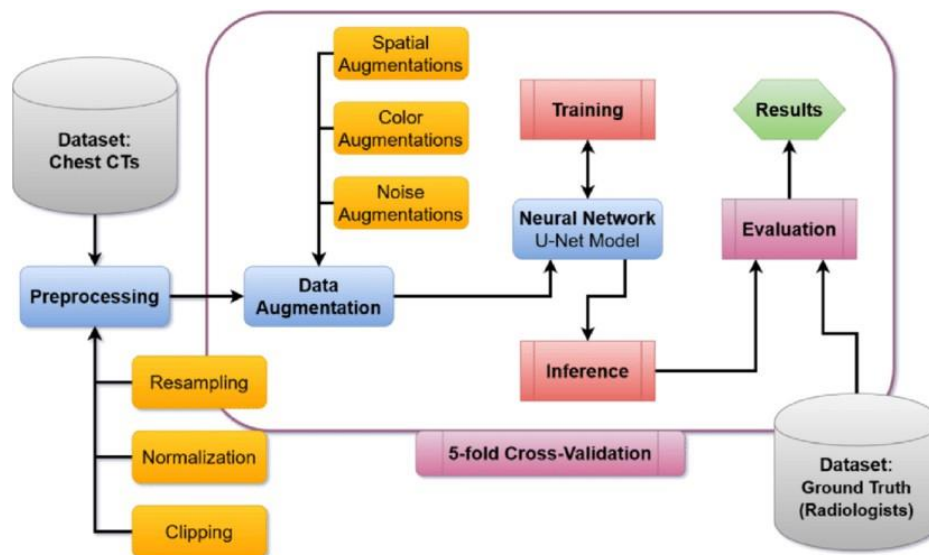 Dataset:
Chest CTs
Preprocessing
Resampling
Normalization
Clipping
Spatial
Augmentations
Color
Augmentations
Noise
Augmentations
Data
Augmentation
Training
Neural Network
U-Net Model
Inference
Results
Evaluation
5-fold Cross-Validation
Dataset:
Ground Truth
(Radiologists)